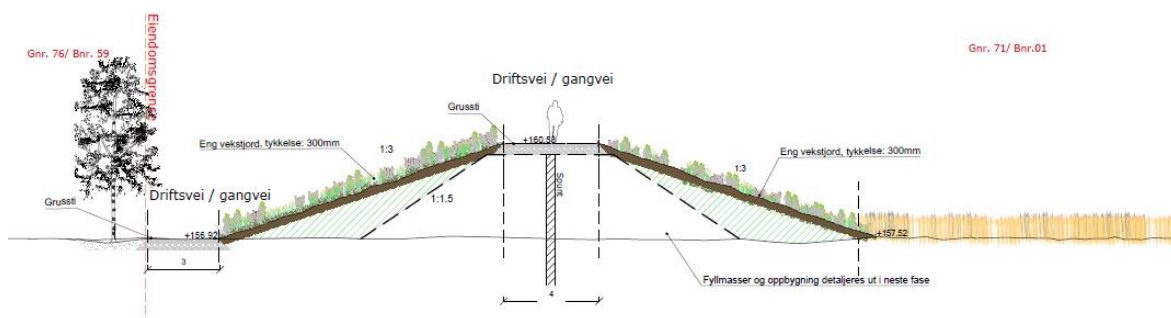 Gnr. 76/ Bnr. 59
Eiendomsgrense
Gnr. 71/ Bnr.01
Driftsvei / gangvei
Grussti
+160.53
Eng vekstjord, tykkelse: 300mm
1:3
1:3
Eng vekstjord, tykkelse: 300mm
Driftsvei / gangvei
1:1.5
Spunt
Grussti
+156.92
+157.52
3
4
Fyllmasser og oppbygning detaljeres ut i neste fase